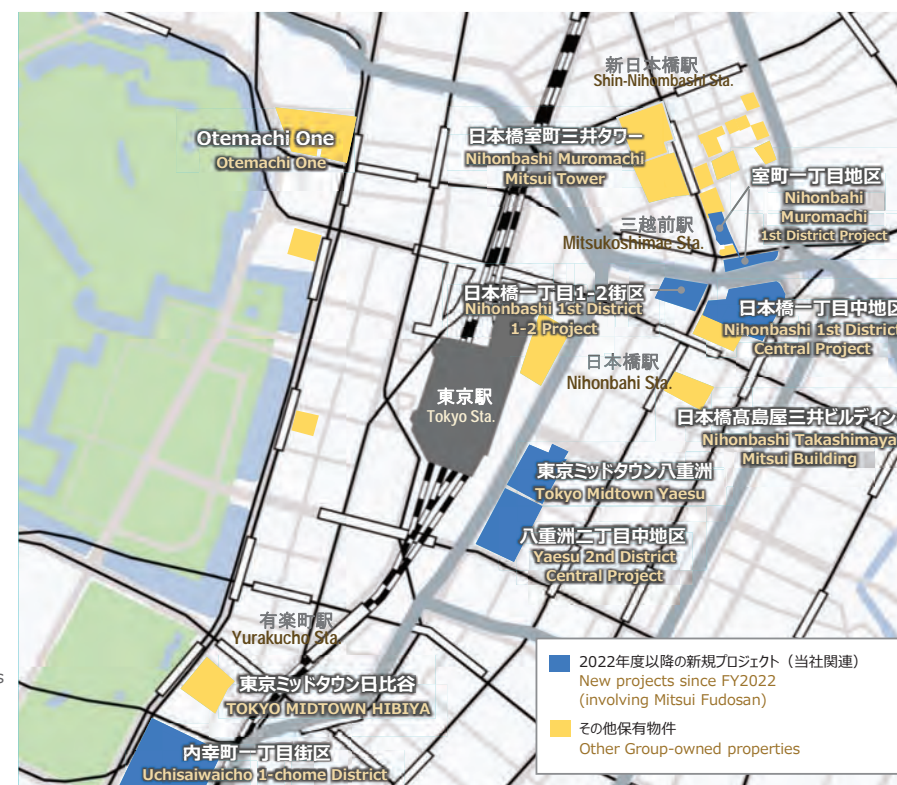 新日本橋駅
Shin-Nihombashi Sta.
Otemachi One
Otemachi One
日本橋室町三井タワー
Nihonbashi Muromachi
Mitsui Tower
室町一丁目地区
Nihonbahi
Muromachi
1st District Project
三越前駅
Mitsukoshimae Sta.
日本橋一丁目1-2街区
Nihonbashi 1st District
1-2 Project
日本橋一丁目中地区
Nihonbashi 1st District
Central Project
日本橋駅
Nihonbahi Sta.
東京駅
Tokyo Sta.
日本橋髙島屋三井ビルディン
Nihonbashi Takashimaya
Mitsui Building
東京ミッドタウン八重洲
Tokyo Midtown Yaesu
八重洲二丁目中地区
Yaesu 2nd District
Central Project
有楽町駅
Yurakucho Sta.
s
東京ミッドタウン日比谷
TOKYO MIDTOWN HIBIYA
内幸町一丁目街区
Uchisaiwaicho 1-chome District
2022年度以降の新規プロジェクト（当社関連）
New projects since FY2022
(involving Mitsui Fudosan)
その他保有物件
Other Group-owned properties